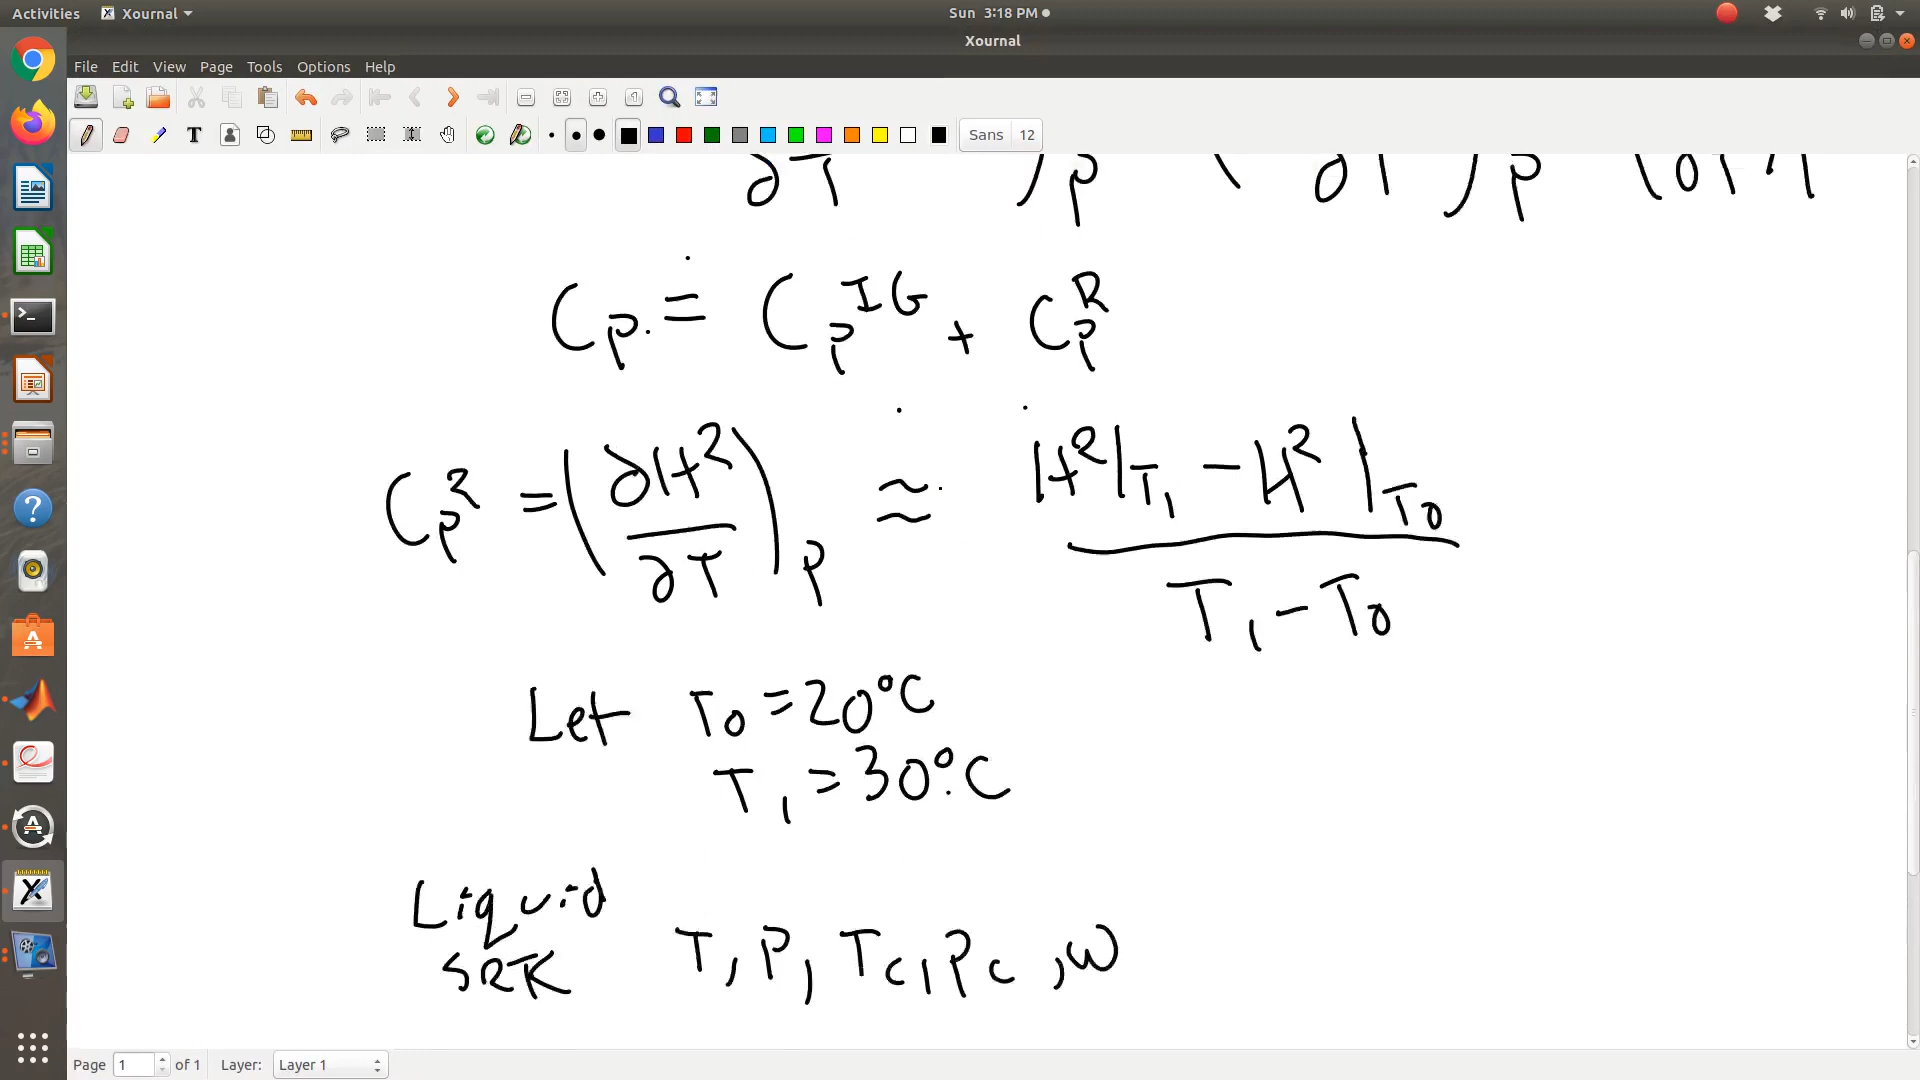 Activities Xournal Sun 3:18 PM
Xournal
File Edit View Page Tools Options Help
T Sans 12
∂T )P ( ∂T )P
CP = CP^IG + CP^R
CP^R = (∂H^R/∂T)P ≈ (H^R|T1 − H^R|T0)/(T1 − T0)
Let T0 = 20°C
T1 = 30°C
Liquid
SRK T, P, Tc, Pc, ω
Page 1 of 1 Layer: Layer 1